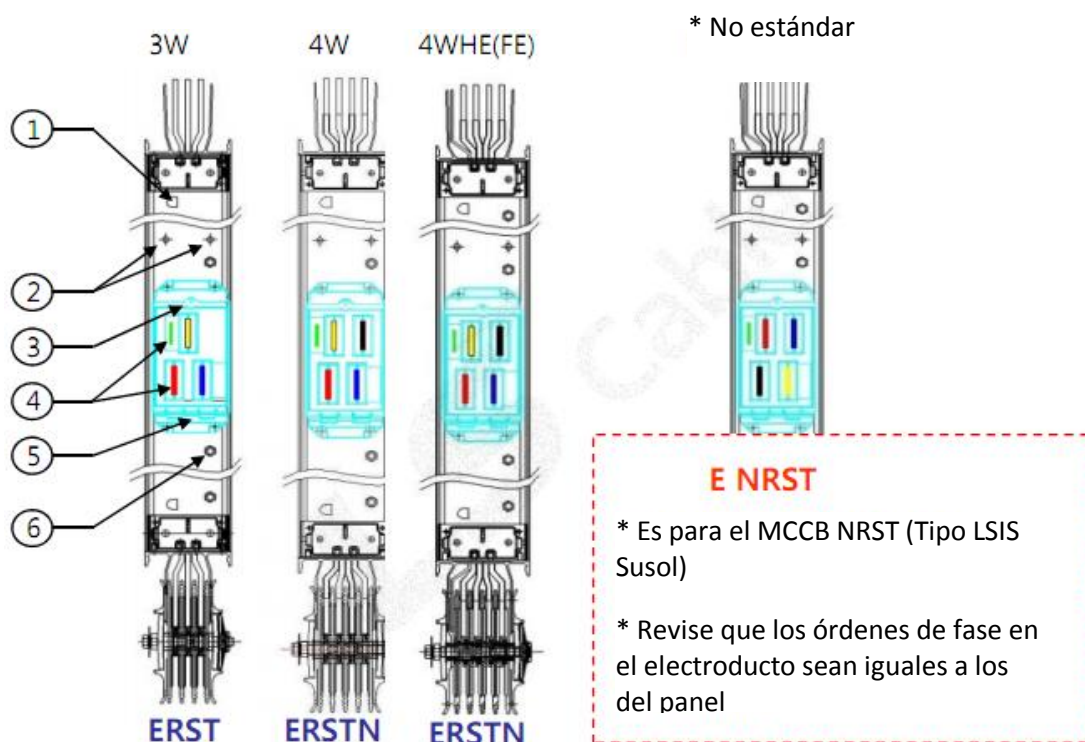 * No estándar
3W
4W
4WHE(FE)
1
2
3
4
5
6
ERST
ERSTN
ERSTN
E NRST
* Es para el MCCB NRST (Tipo LSIS
Susol)
* Revise que los órdenes de fase en
el electroducto sean iguales a los
del panel